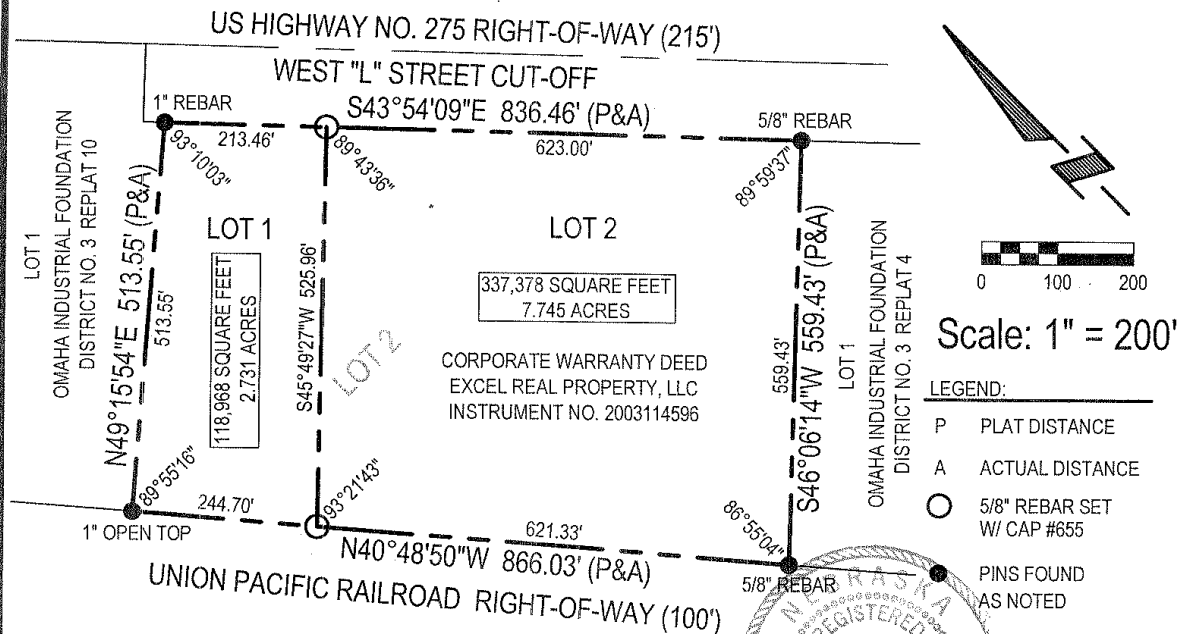 US HIGHWAY NO. 275 RIGHT-OF-WAY (215')
WEST "L" STREET CUT-OFF
S43°54'09"E 836.46' (P&A)
1" REBAR
5/8" REBAR
213.46'
623.00'
93°10'03"
89°43'36"
89°59'37"
LOT 1
OMAHA INDUSTRIAL FOUNDATION
DISTRICT NO. 3 REPLAT 10
N49°15'54"E 513.55' (P&A)
513.55'
LOT 1
118,968 SQUARE FEET
2.731 ACRES
S45°49'27"W 525.96'
LOT 2
LOT 2
337,378 SQUARE FEET
7.745 ACRES
CORPORATE WARRANTY DEED
EXCEL REAL PROPERTY, LLC
INSTRUMENT NO. 2003114596
559.43'
S46°06'14"W 559.43' (P&A)
LOT 1
OMAHA INDUSTRIAL FOUNDATION
DISTRICT NO. 3 REPLAT 4
89°55'16"
93°21'43"
86°55'04"
244.70'
621.33'
1" OPEN TOP
N40°48'50"W 866.03' (P&A)
5/8" REBAR
UNION PACIFIC RAILROAD RIGHT-OF-WAY (100')
0 100 200
Scale: 1" = 200'
LEGEND:
P PLAT DISTANCE
A ACTUAL DISTANCE
5/8" REBAR SET
W/ CAP #655
PINS FOUND
AS NOTED
NEBRASKA
REGISTERED